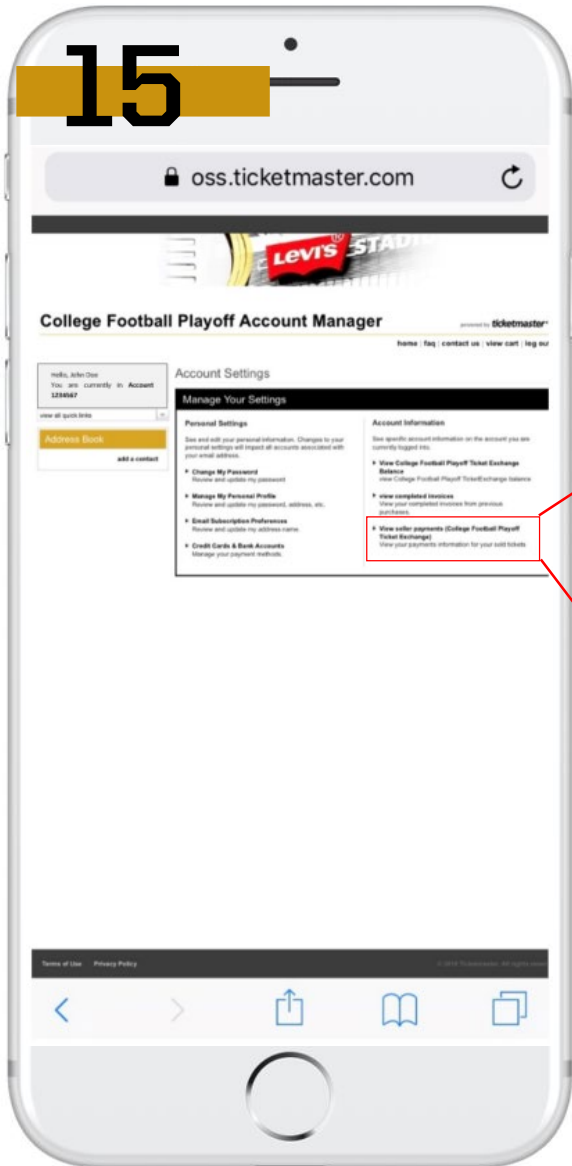 15
oss.ticketmaster.com
LEVI'S® STADI
College Football Playoff Account Manager
powered by ticketmaster®
home | faq | contact us | view cart | log out
Hello, John Doe
You are currently in Account
1234567
view all quick links
Address Book
add a contact
Account Settings
Manage Your Settings
Personal Settings
See and edit your personal information. Changes to your
personal settings will impact all accounts associated with
your email address.
Change My Password
Review and update my password
Manage My Personal Profile
Review and update my password, address, etc.
Email Subscription Preferences
Review and update my address name.
Credit Cards & Bank Accounts
Manage your payment methods.
Account Information
See specific account information on the account you are
currently logged into.
View College Football Playoff Ticket Exchange
Balance
view College Football Playoff TicketExchange balance
view completed invoices
View your completed invoices from previous
purchases.
View seller payments (College Football Playoff
Ticket Exchange)
View your payments information for your sold tickets
Terms of Use Privacy Policy
Ticketmaster. All rights